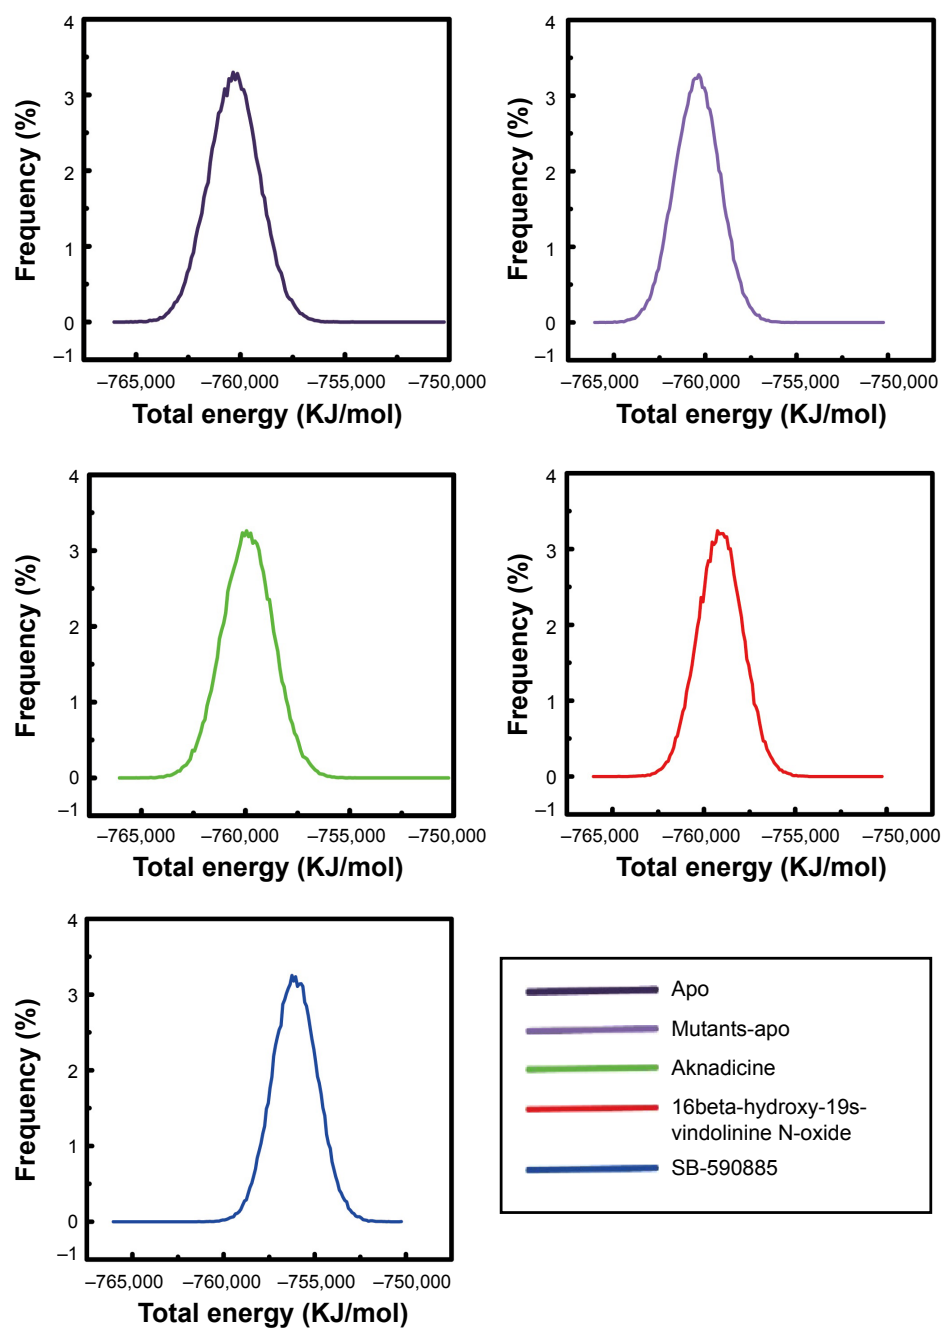 4
3
2
1
0
–1
Frequency (%)
–765,000 –760,000 –755,000 –750,000
Total energy (KJ/mol)
4
3
2
1
0
–1
Frequency (%)
–765,000 –760,000 –755,000 –750,000
Total energy (KJ/mol)
4
3
2
1
0
–1
Frequency (%)
–765,000 –760,000 –755,000 –750,000
Total energy (KJ/mol)
4
3
2
1
0
–1
Frequency (%)
–765,000 –760,000 –755,000 –750,000
Total energy (KJ/mol)
4
3
2
1
0
–1
Frequency (%)
–765,000 –760,000 –755,000 –750,000
Total energy (KJ/mol)
Apo
Mutants-apo
Aknadicine
16beta-hydroxy-19s-
vindolinine N-oxide
SB-590885